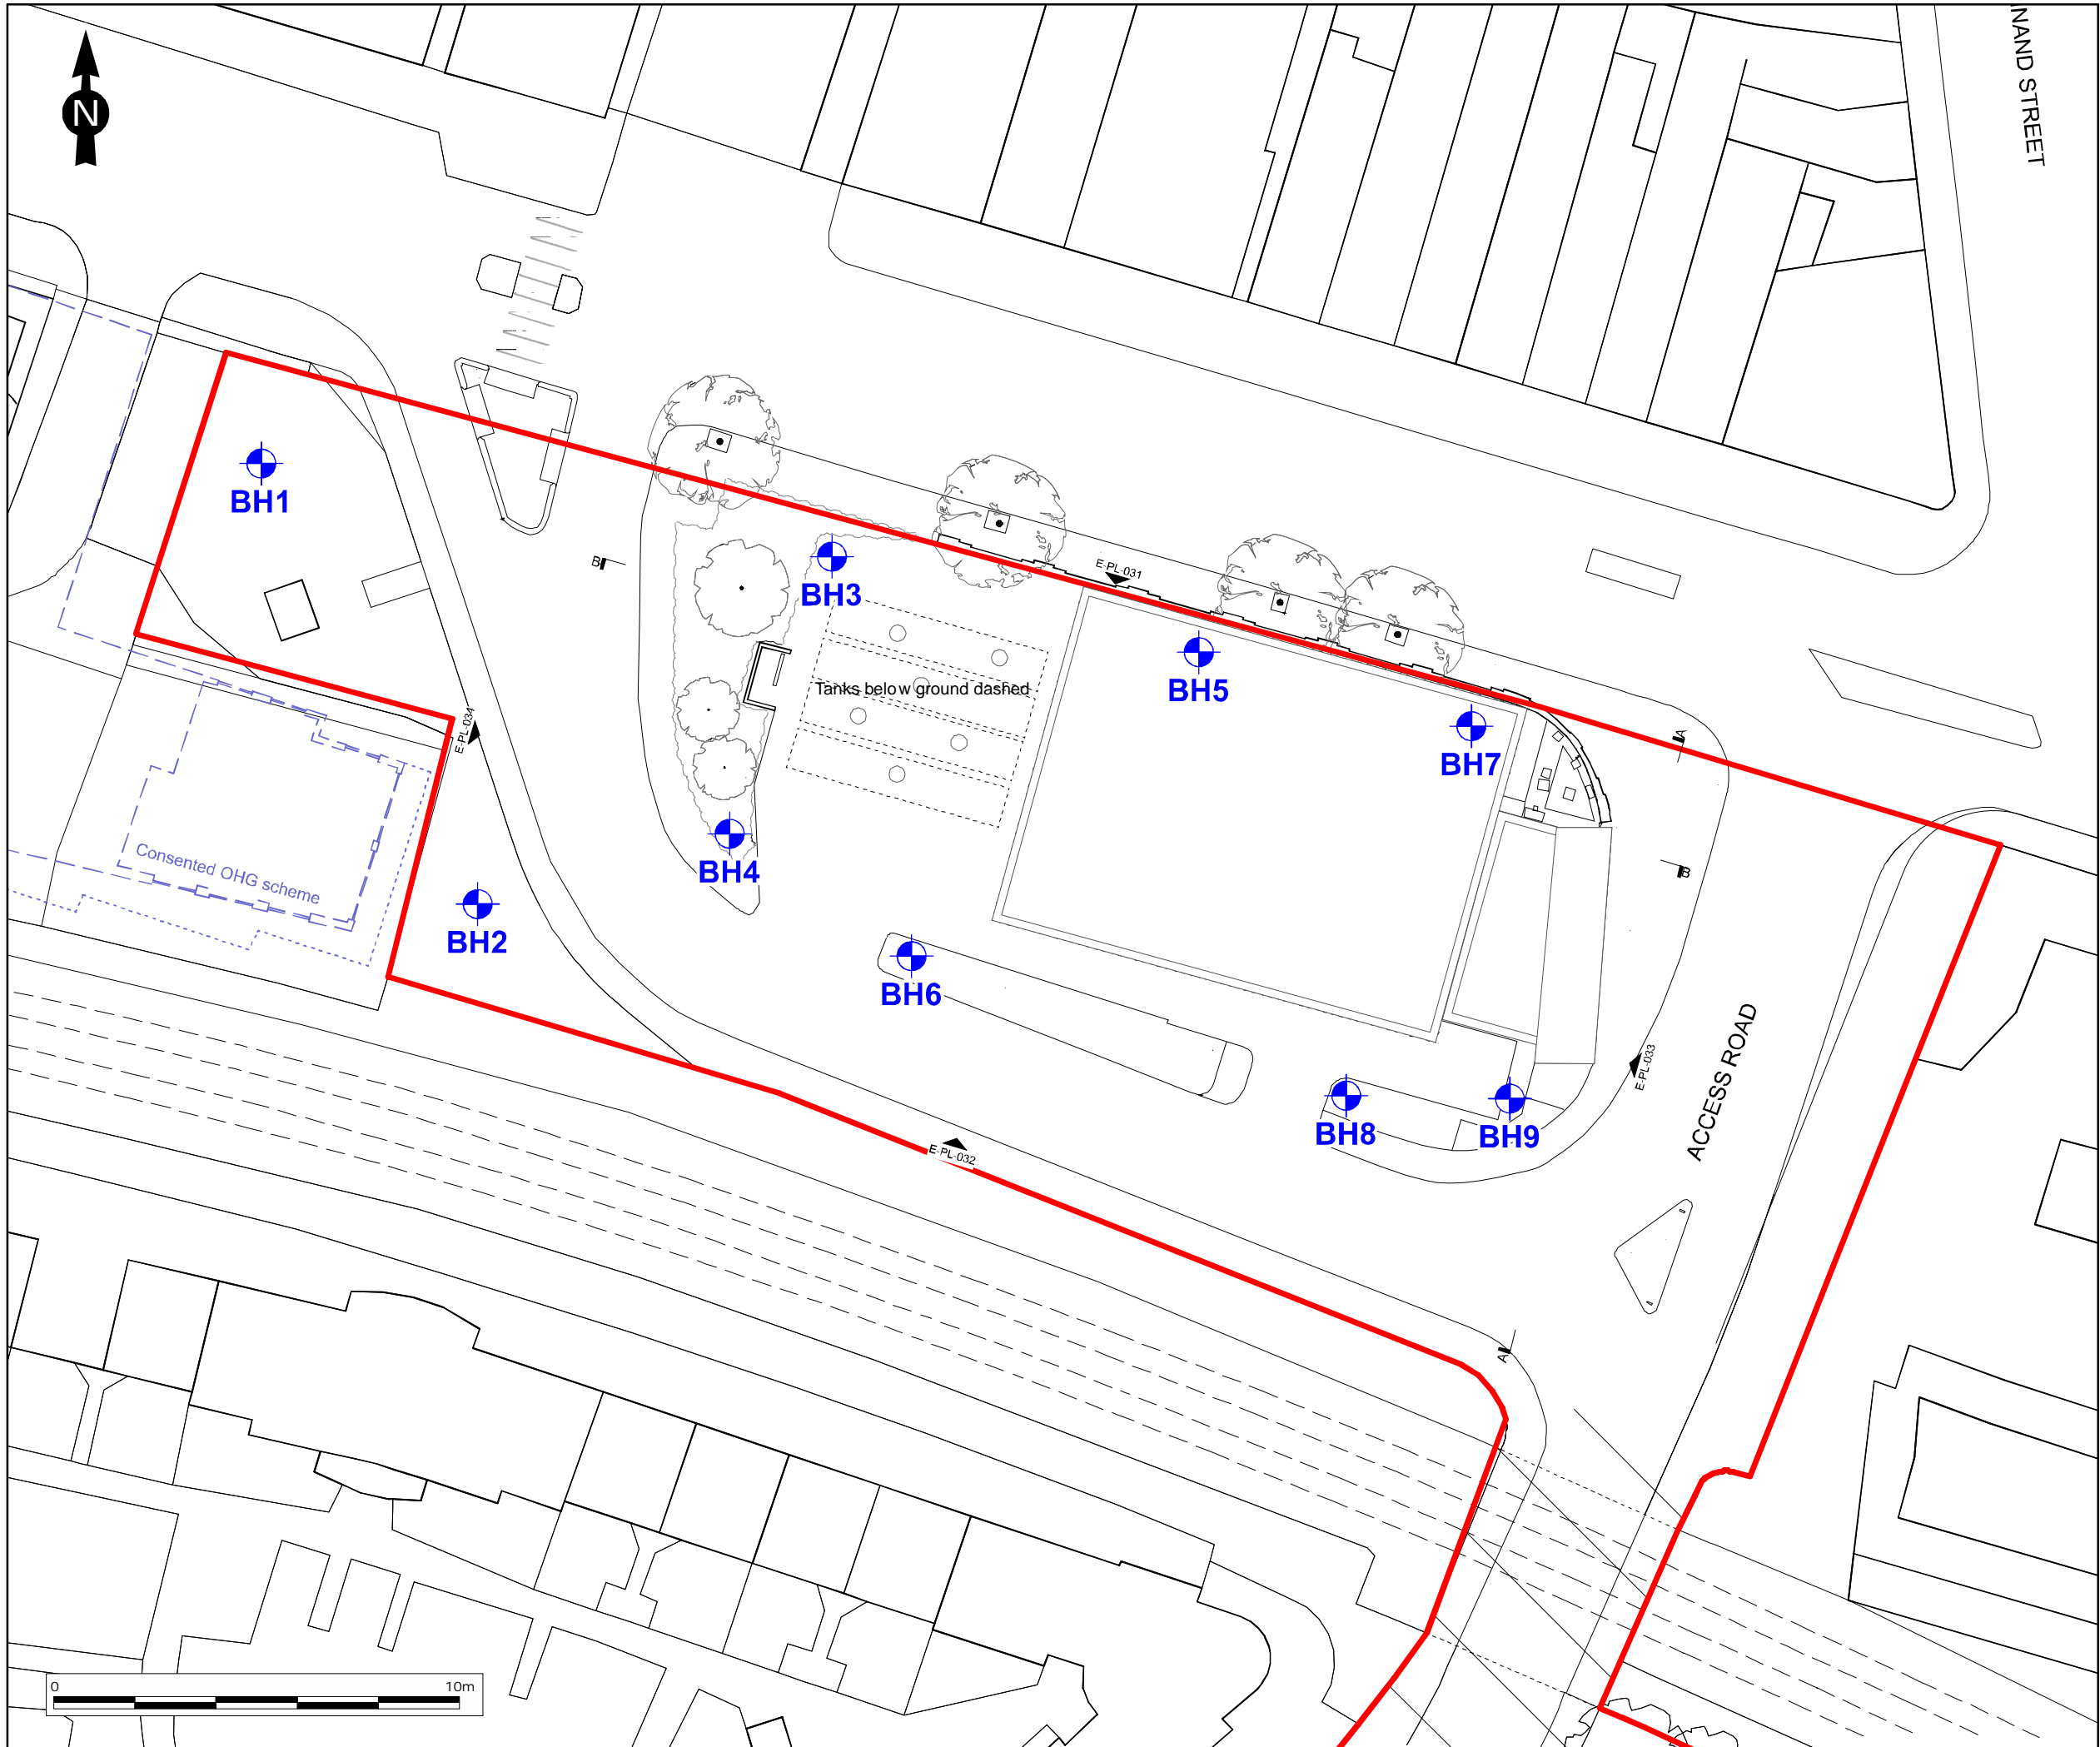 NAND STREET
N
BH1
B
BH3
E-PL-031
BH5
Tanks below ground dashed
E-PL-034
BH7
A
BH4
Consented OHG scheme
B
BH2
BH6
ACCESS ROAD
E-PL-033
BH8
BH9
E-PL-032
A
0 10m